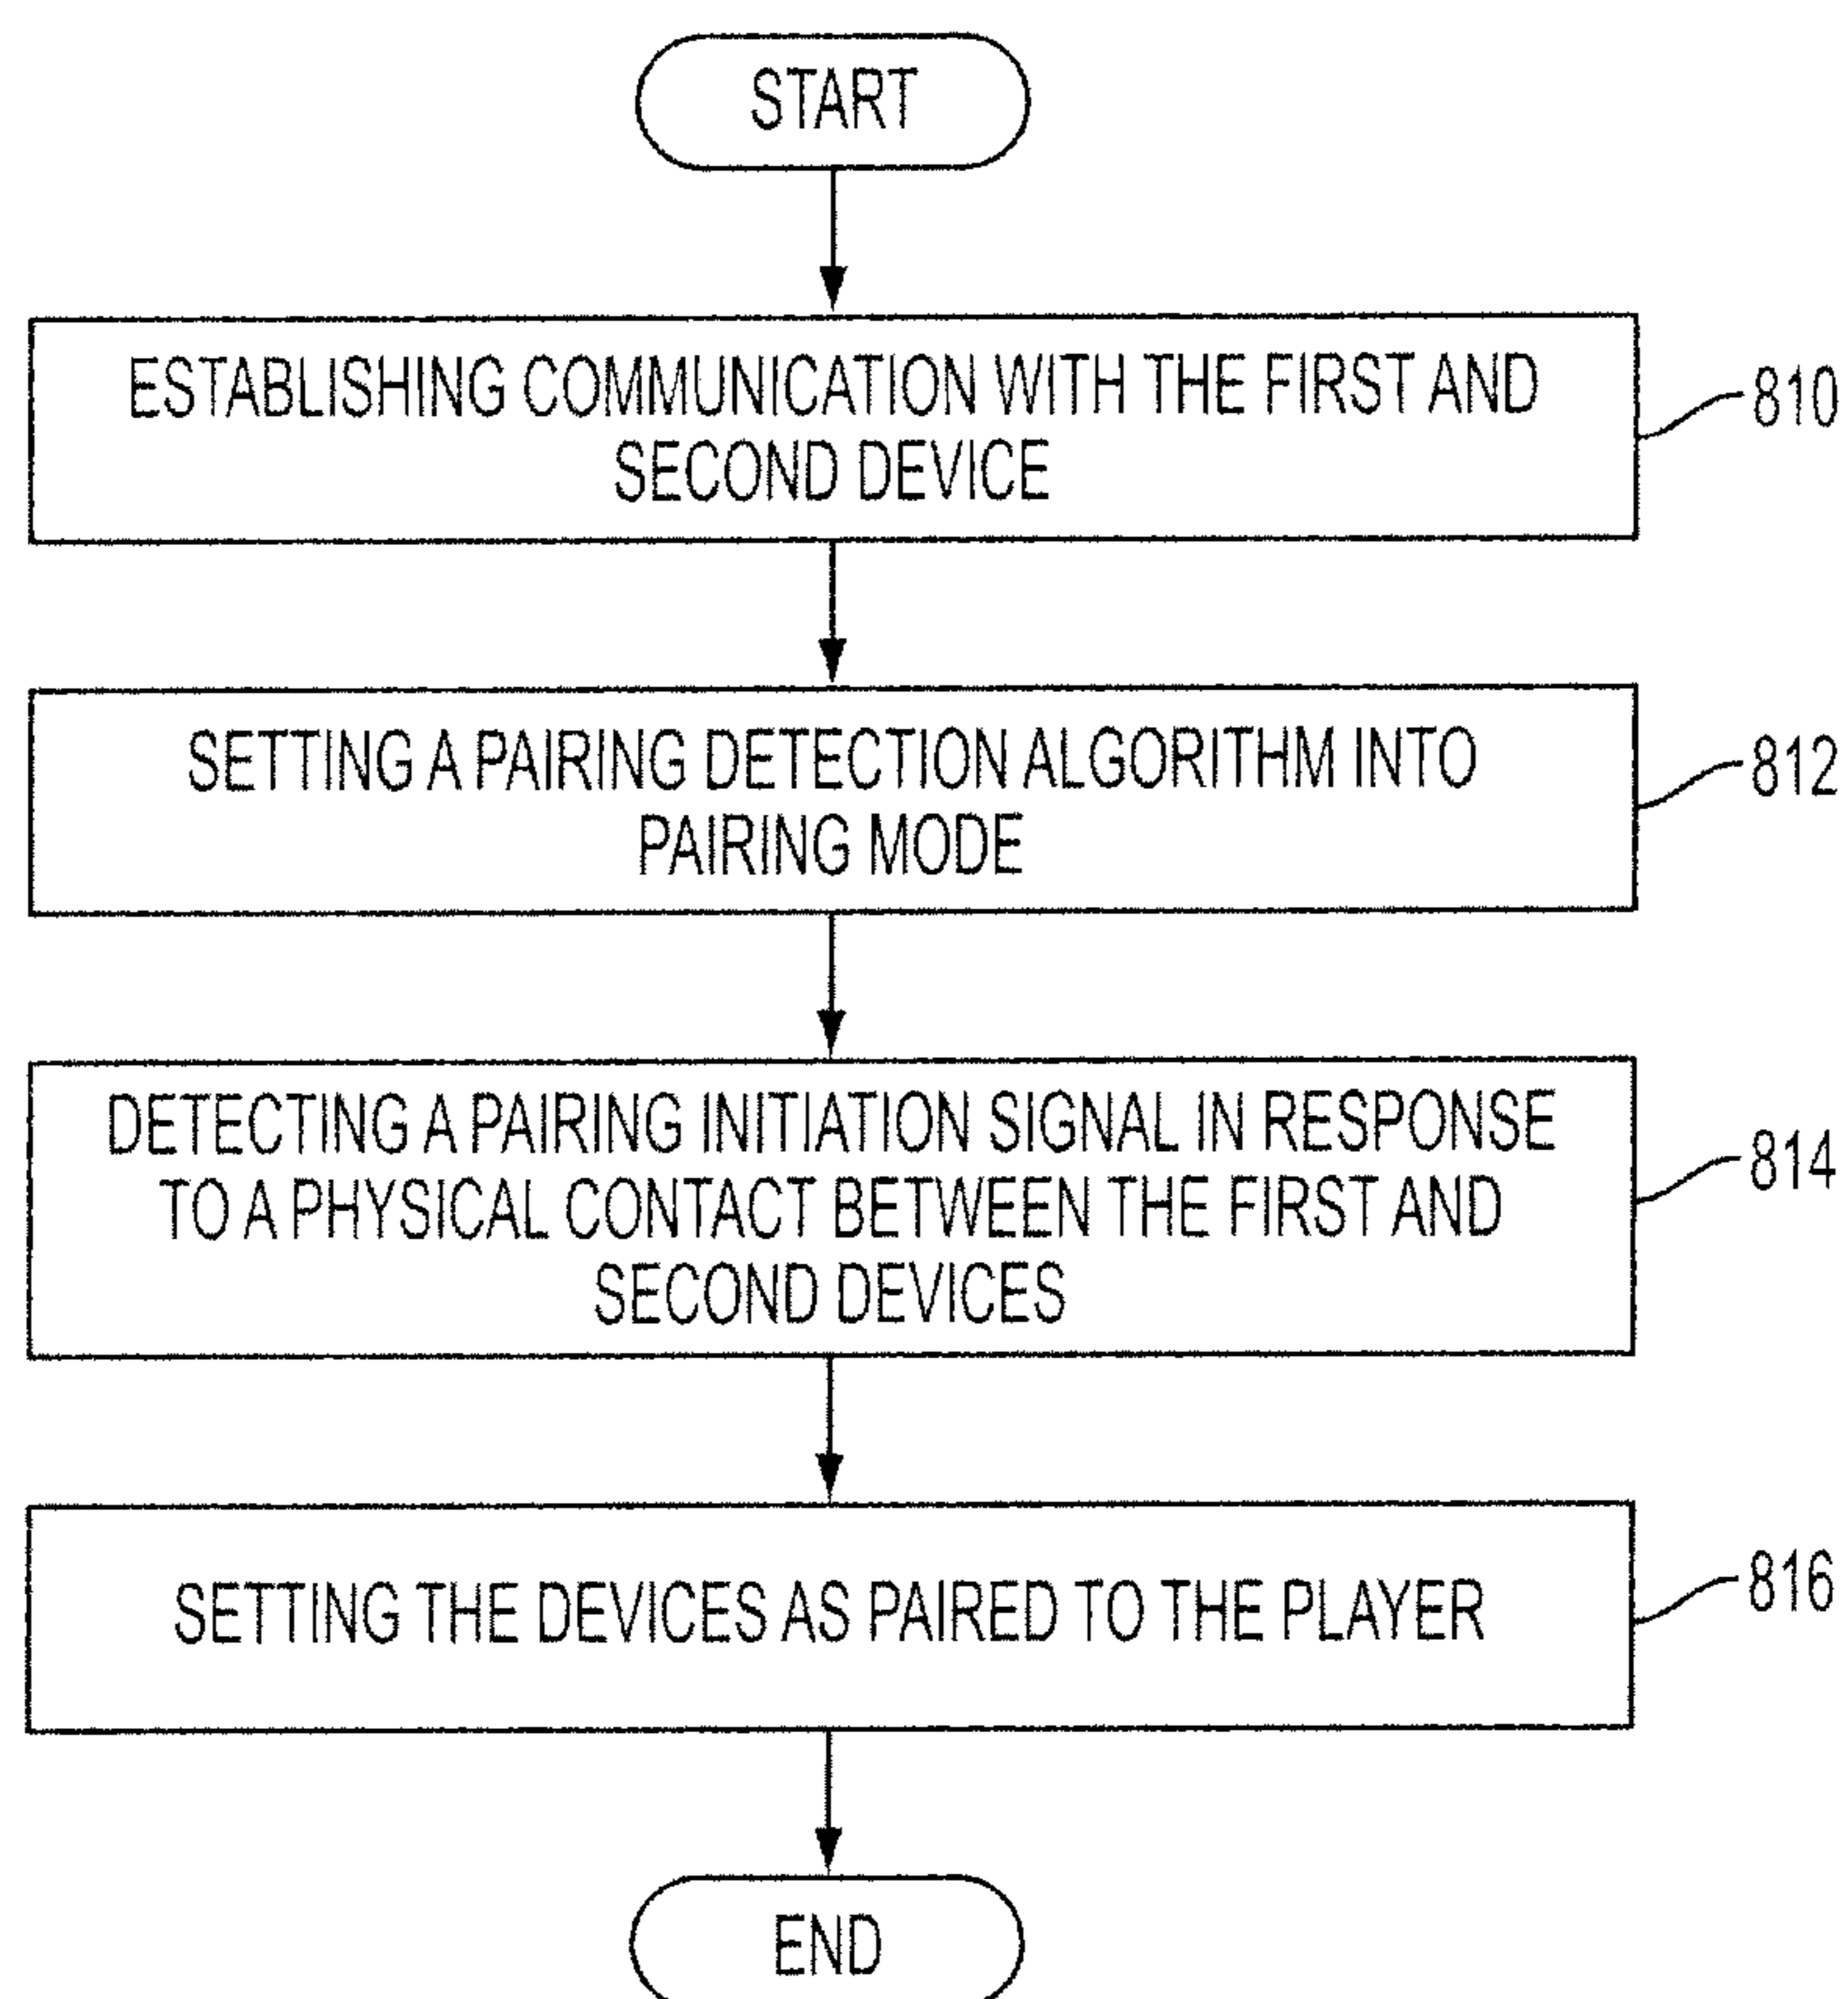 START
ESTABLISHING COMMUNICATION WITH THE FIRST AND
SECOND DEVICE
810
SETTING A PAIRING DETECTION ALGORITHM INTO
PAIRING MODE
812
DETECTING A PAIRING INITIATION SIGNAL IN RESPONSE
TO A PHYSICAL CONTACT BETWEEN THE FIRST AND
SECOND DEVICES
814
SETTING THE DEVICES AS PAIRED TO THE PLAYER
816
END